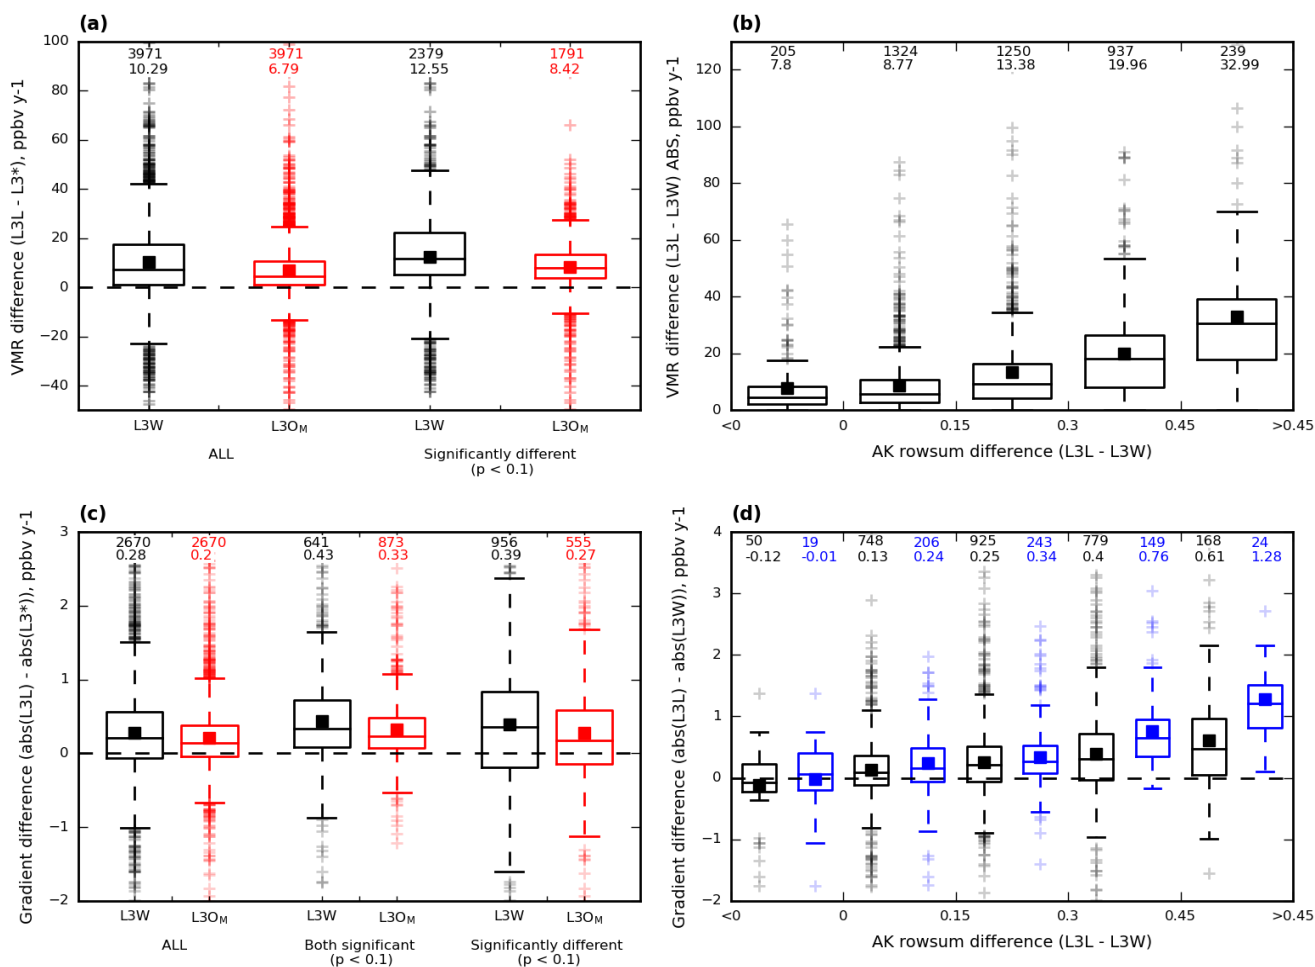 (a)
VMR difference (L3L - L3*), ppbv y-1
100
80
60
40
20
0
−20
−40
3971 3971 2379 1791
10.29 6.79 12.55 8.42
L3W L3O_M L3W L3O_M
ALL Significantly different
(p < 0.1)
(b)
VMR difference (L3L - L3W) ABS, ppbv y-1
120
100
80
60
40
20
0
205 1324 1250 937 239
7.8 8.77 13.38 19.96 32.99
<0 0 0.15 0.3 0.45 >0.45
AK rowsum difference (L3L - L3W)
(c)
Gradient difference (abs(L3L) - abs(L3*)), ppbv y-1
3
2
1
0
−1
−2
2670 2670 641 873 956 555
0.28 0.2 0.43 0.33 0.39 0.27
L3W L3O_M L3W L3O_M L3W L3O_M
ALL Both significant Significantly different
(p < 0.1) (p < 0.1)
(d)
Gradient difference (abs(L3L) - abs(L3W)), ppbv y-1
4
3
2
1
0
−1
−2
50 19 748 206 925 243 779 149 168 24
-0.12 -0.01 0.13 0.24 0.25 0.34 0.4 0.76 0.61 1.28
<0 0 0.15 0.3 0.45 >0.45
AK rowsum difference (L3L - L3W)